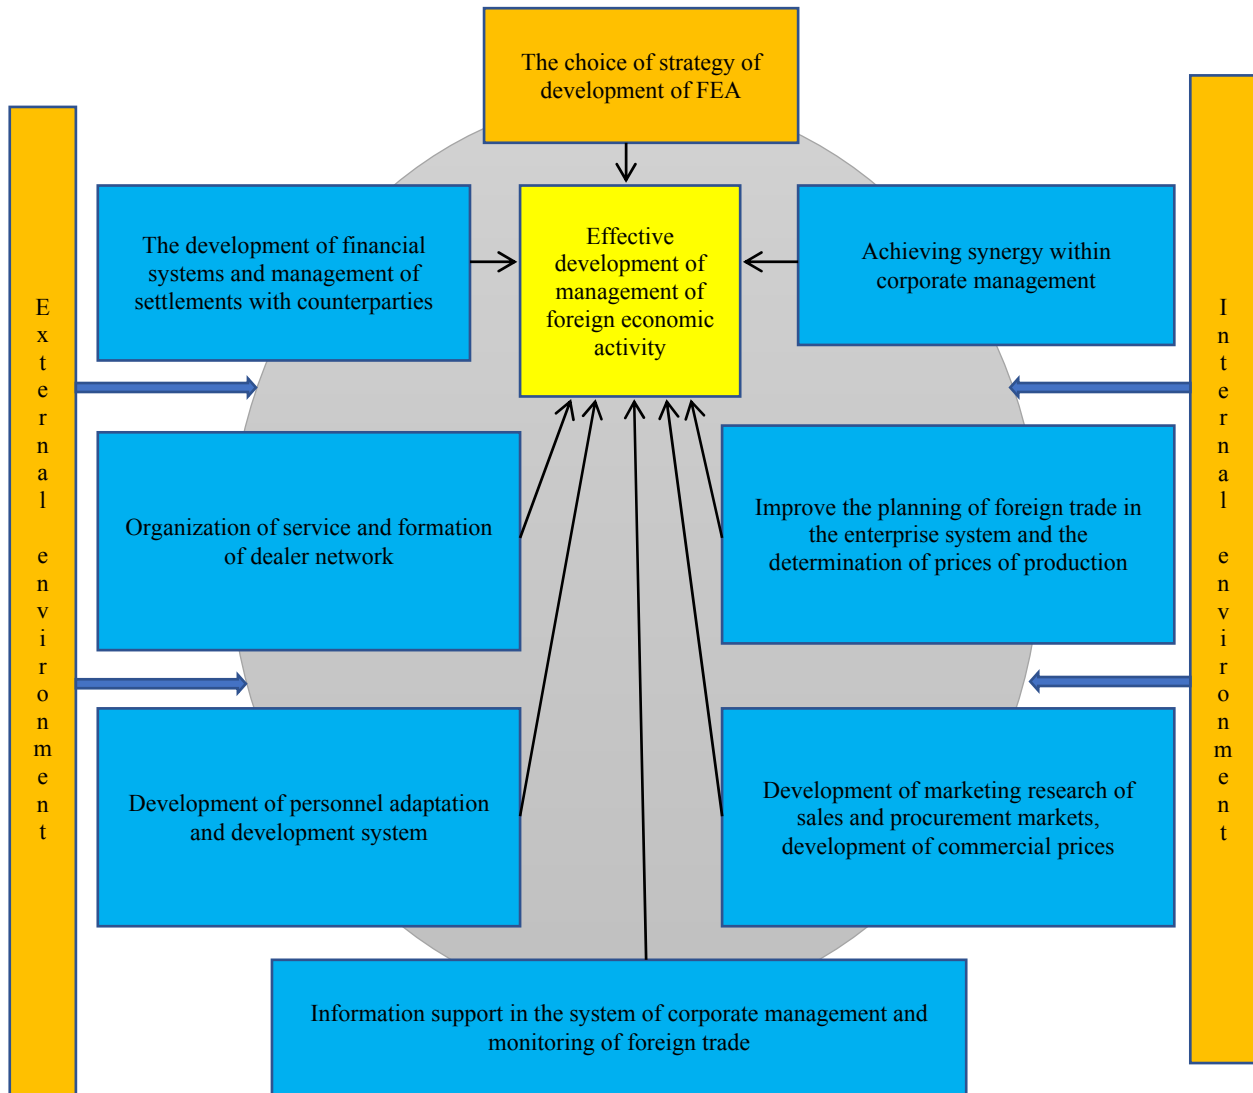 The choice of strategy of
development of FEA
External environment
The development of financial
systems and management of
settlements with counterparties
Effective
development of
management of
foreign economic
activity
Achieving synergy within
corporate management
Internal environment
Organization of service and formation
of dealer network
Improve the planning of foreign trade in
the enterprise system and the
determination of prices of production
Development of personnel adaptation
and development system
Development of marketing research of
sales and procurement markets,
development of commercial prices
Information support in the system of corporate management and
monitoring of foreign trade